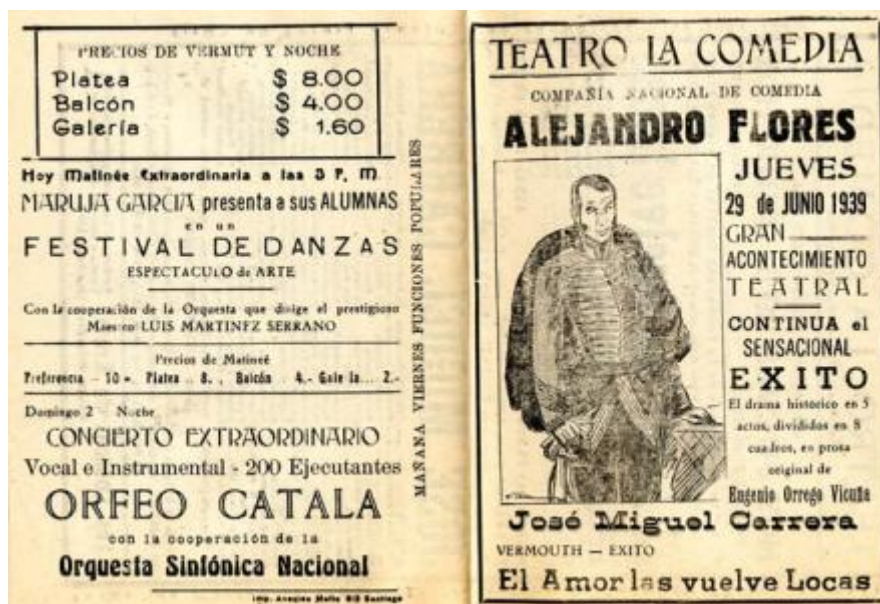 PRECIOS DE VERMUT Y NOCHE
Platea $ 8.00
Balcón $ 4.00
Galería $ 1.60
Hoy Matinée Extraordinaria a las 3 P. M.
MARUJA GARCIA presenta a sus ALUMNAS
en un
FESTIVAL DE DANZAS
ESPECTACULO de ARTE
Con la cooperación de la Orquesta que dirige el prestigioso
Maestro LUIS MARTINEZ SERRANO
Precios de Matineé
Preferencia 10 Platea 8. Balcón 4.- 2.-
Domingo 2 Noche
CONCIERTO EXTRAORDINARIO
Vocal e Instrumental - 200 Ejecutantes
ORFEO CATALA
con la cooperación de la
Orquesta Sinfónica Nacional
Santiago
MAÑANA VIERNES FUNCIONES POPULARES
TEATRO LA COMEDIA
COMPAÑIA NACIONAL DE COMEDIA
ALEJANDRO FLORES
JUEVES
29 de JUNIO 1939
GRAN
ACONTECIMIENTO
TEATRAL
CONTINUA el
SENSACIONAL
EXITO
El drama histórico en 5
actos, divididos en 8
cuadros, en prosa
original de
Eugenio Orrego Vicuña
José Miguel Carrera
VERMOUTH — EXITO
El Amor las vuelve Locas